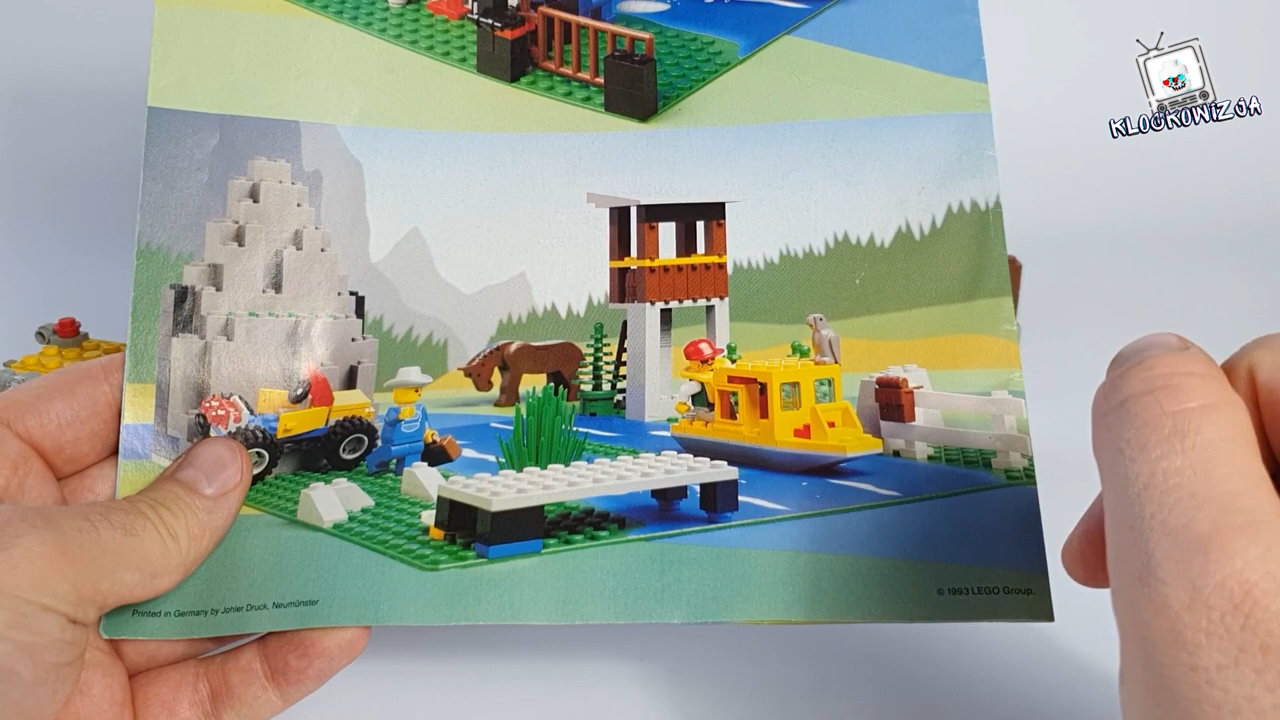 KLOCKOWIZJA
Printed in Germany by Johler Druck, Neumünster
© 1993 LEGO Group.